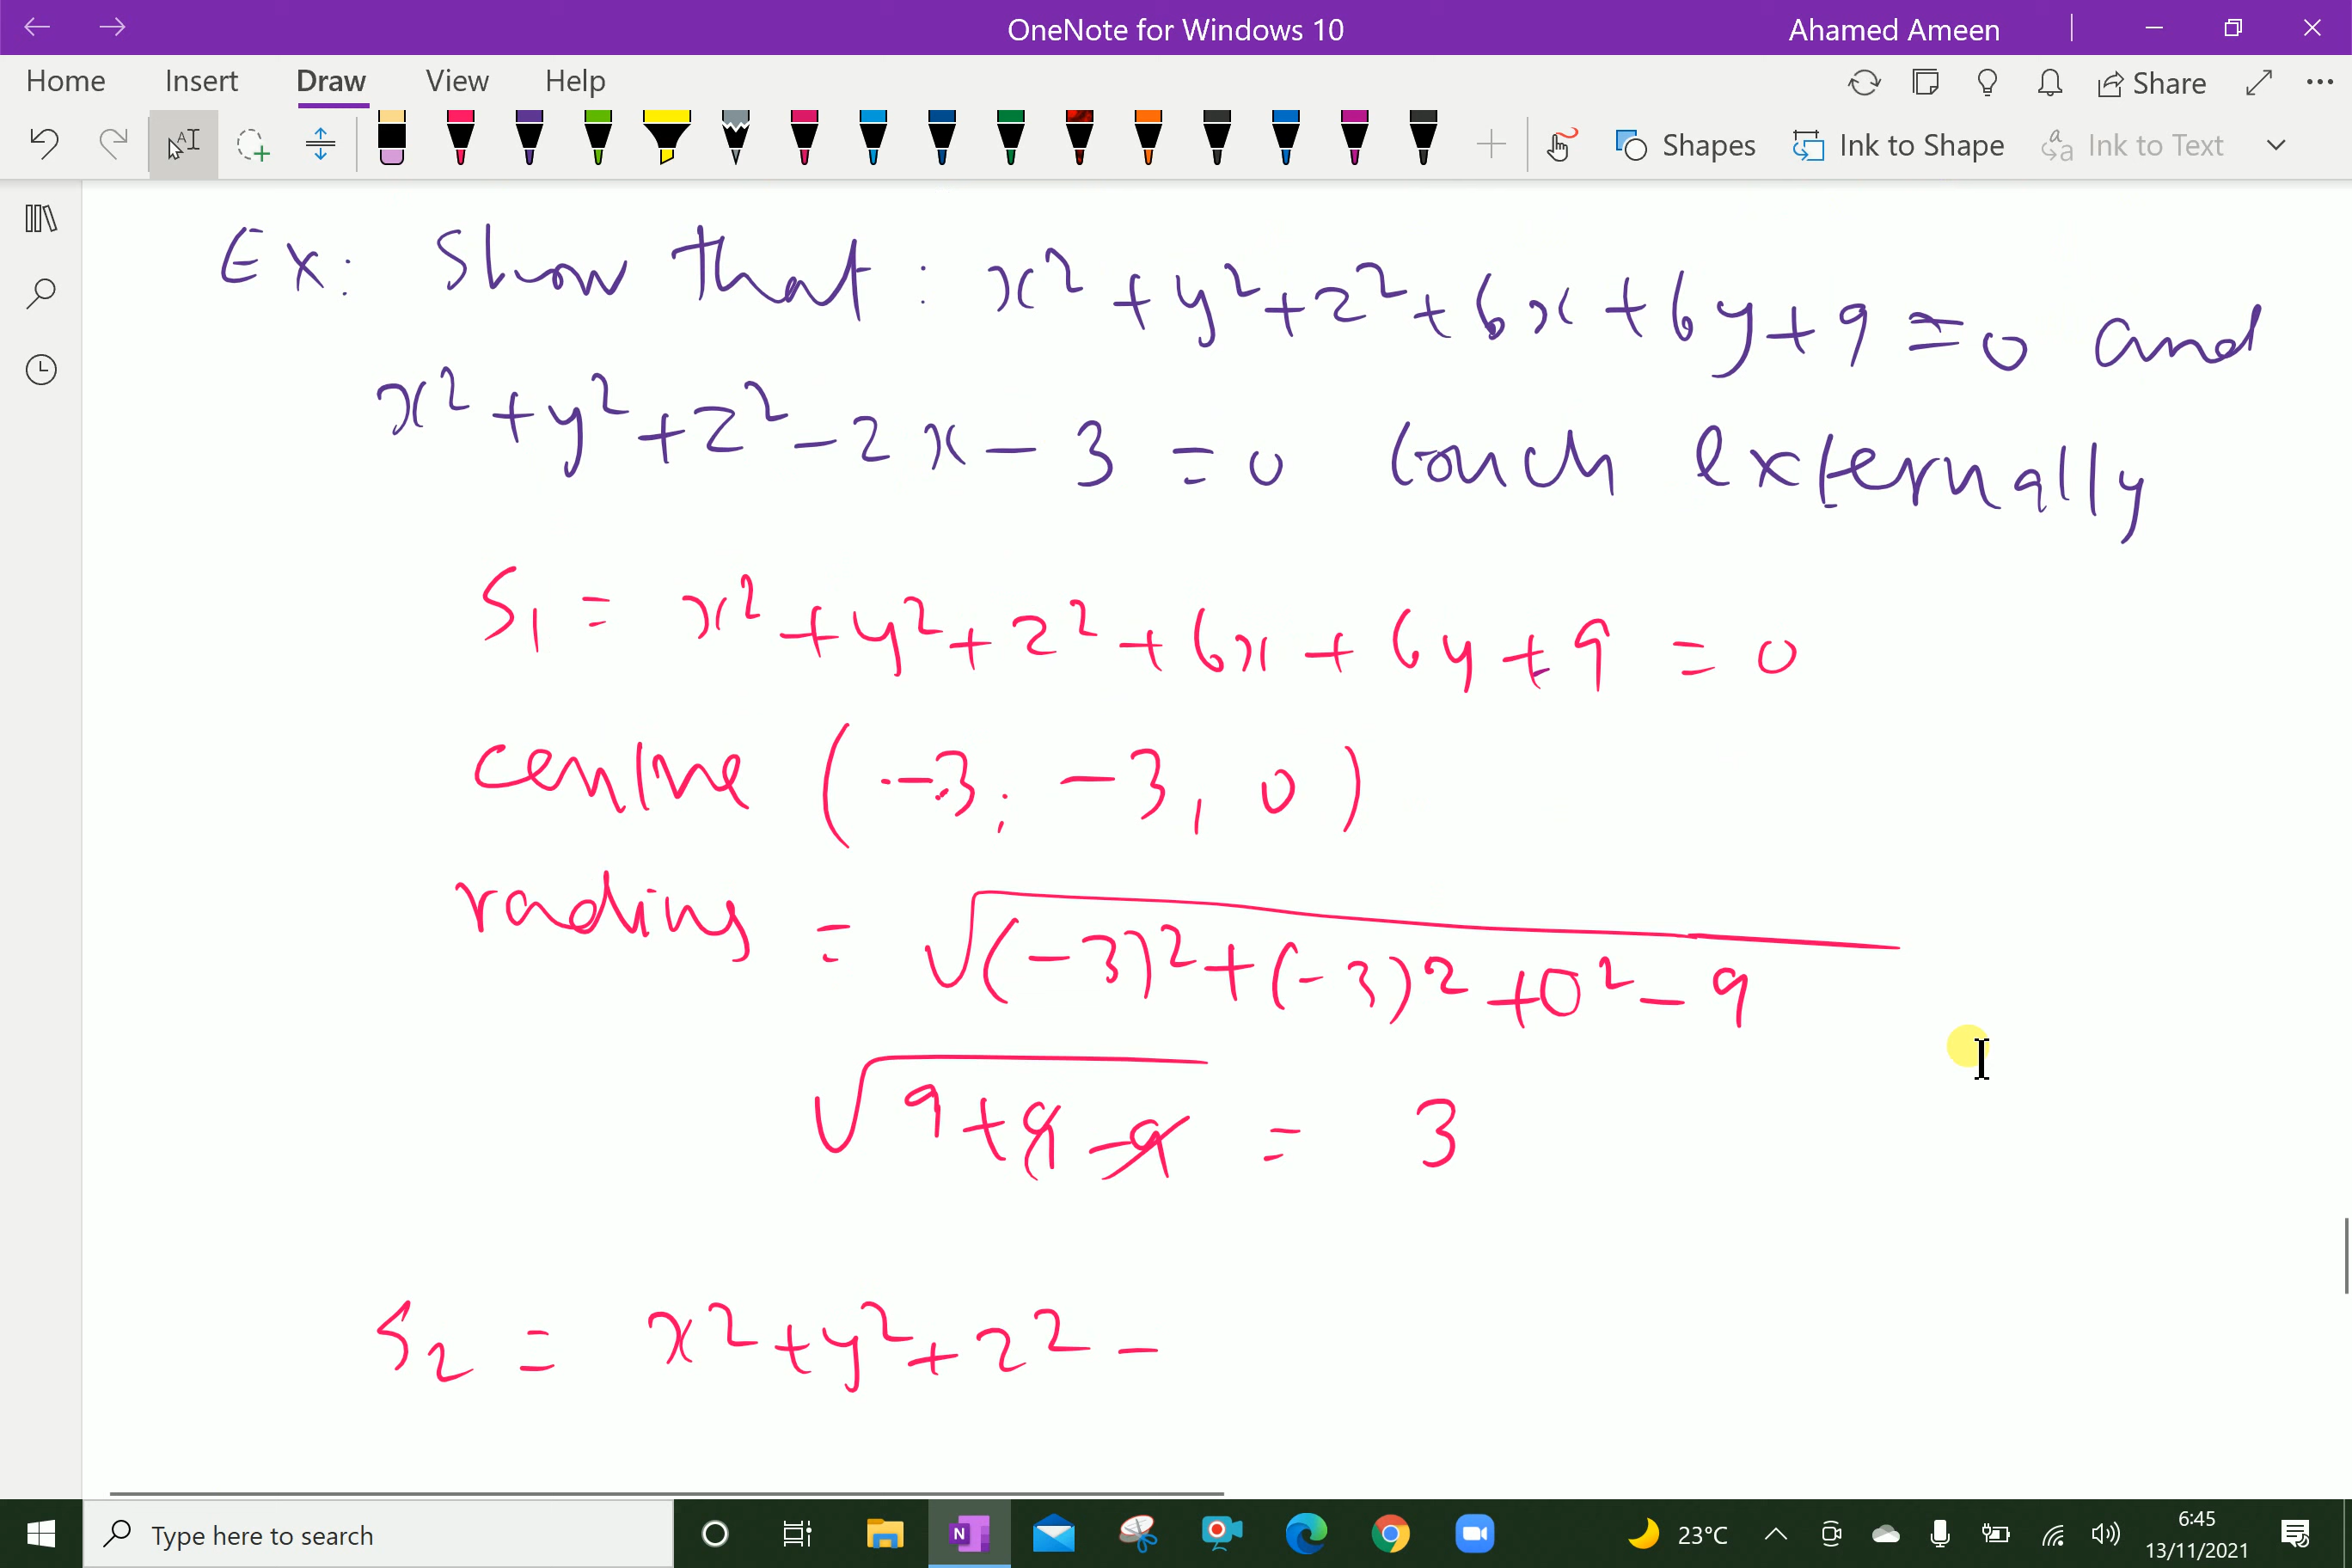 OneNote for Windows 10
Ahamed Ameen
Home Insert Draw View Help
Share
Shapes Ink to Shape Ink to Text
Ex: Show that : x² + y² + z² + 6x + 6y + 9 = 0 and
x² + y² + z² - 2x - 3 = 0 touch externally
S₁ = x² + y² + z² + 6x + 6y + 9 = 0
centre (-3, -3, 0)
radius = √((-3)² + (-3)² + 0² - 9
√(9 + 9 - 9) = 3
S₂ = x² + y² + z² -
Type here to search
23°C
6:45
13/11/2021